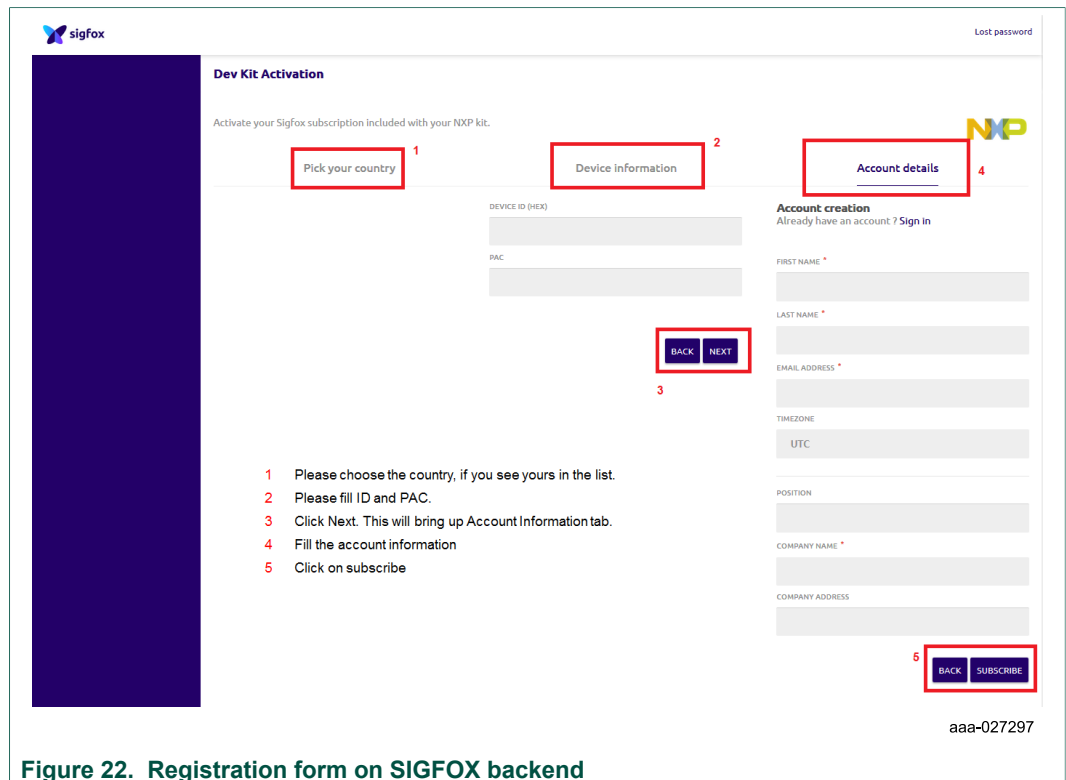 sigfox
Lost password
Dev Kit Activation
Activate your Sigfox subscription included with your NXP kit.
NXP
1
2
Pick your country
Device information
Account details
4
DEVICE ID (HEX)
PAC
BACK NEXT
3
Account creation
Already have an account ? Sign in
FIRST NAME *
LAST NAME *
EMAIL ADDRESS *
TIMEZONE
UTC
POSITION
COMPANY NAME *
COMPANY ADDRESS
5
BACK SUBSCRIBE
1 Please choose the country, if you see yours in the list.
2 Please fill ID and PAC.
3 Click Next. This will bring up Account Information tab.
4 Fill the account information
5 Click on subscribe
aaa-027297
Figure 22. Registration form on SIGFOX backend